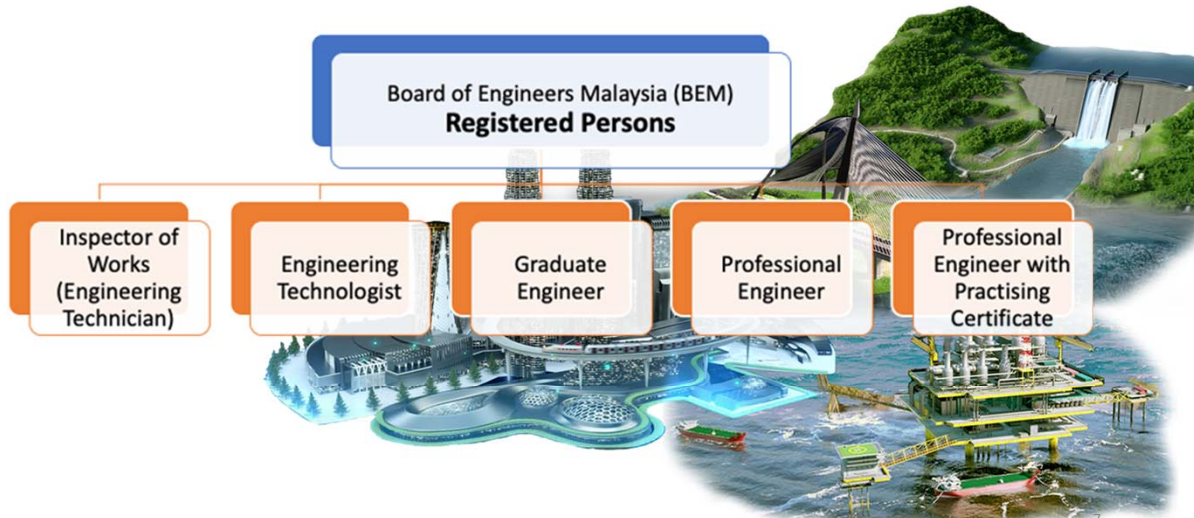 Board of Engineers Malaysia (BEM)
Registered Persons
Inspector of
Works
(Engineering
Technician)
Engineering
Technologist
Graduate
Engineer
Professional
Engineer
Professional
Engineer with
Practising
Certificate